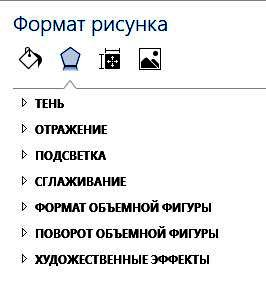 Формат рисунка
ТЕНЬ
ОТРАЖЕНИЕ
ПОДСВЕТКА
СГЛАЖИВАНИЕ
ФОРМАТ ОБЪЕМНОЙ ФИГУРЫ
ПОВОРОТ ОБЪЕМНОЙ ФИГУРЫ
ХУДОЖЕСТВЕННЫЕ ЭФФЕКТЫ